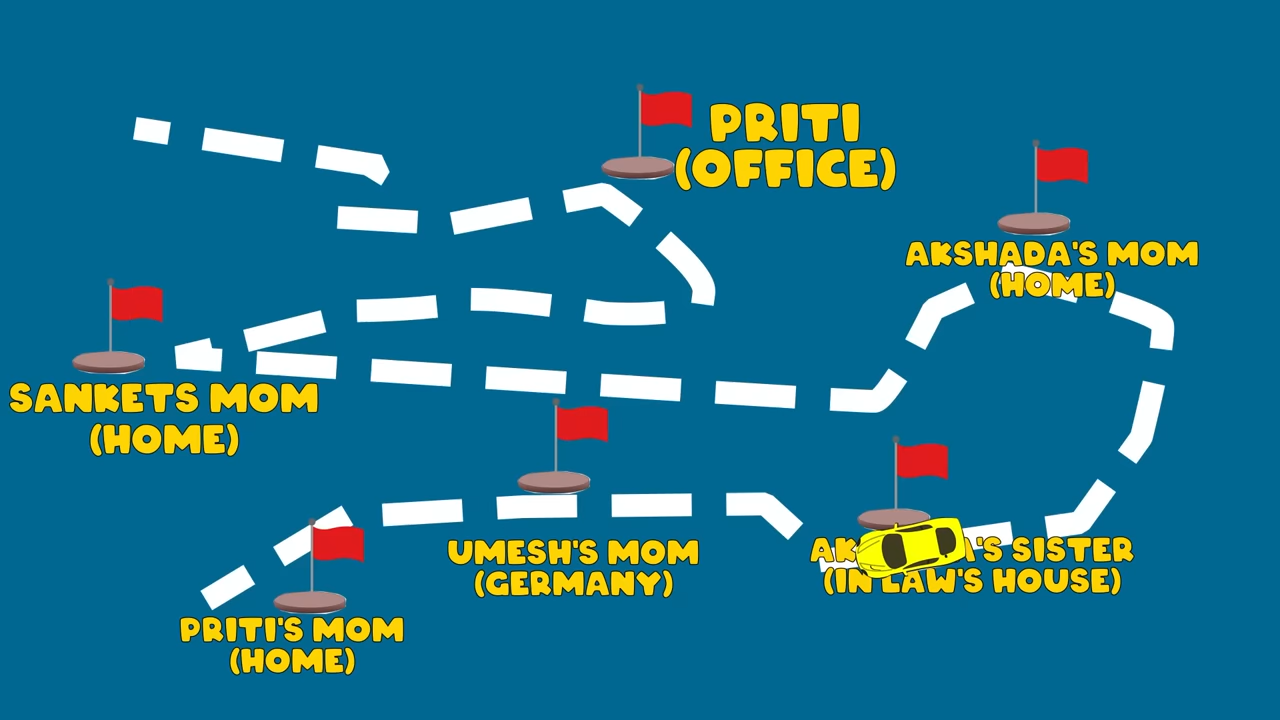 PRITI
(OFFICE)
AKSHADA'S MOM
(HOME)
SANKETS MOM
(HOME)
UMESH'S MOM
(GERMANY)
SISTER
(IN LAW'S HOUSE)
PRITI'S MOM
(HOME)